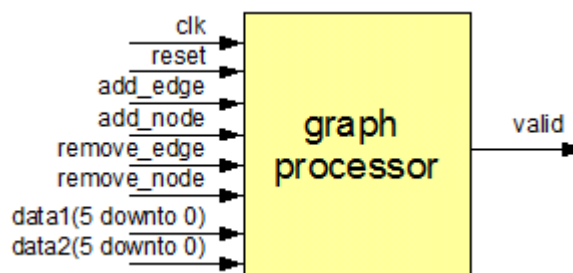 clk
reset
add_edge
add_node
remove_edge
remove_node
data1(5 downto 0)
data2(5 downto 0)
graph
processor
valid